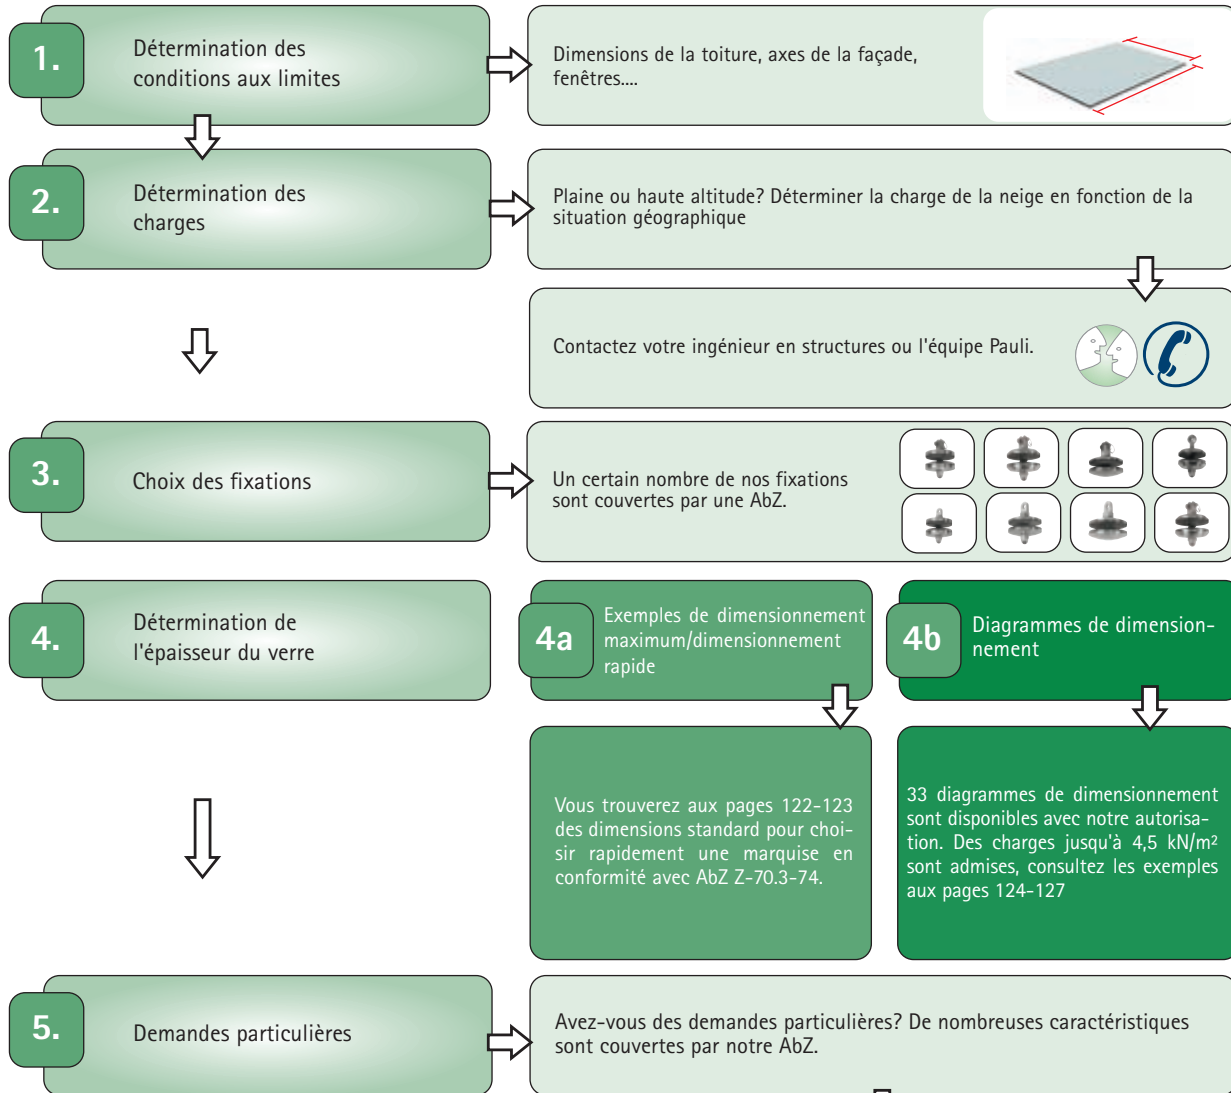 1.
Détermination des
conditions aux limites
Dimensions de la toiture, axes de la façade,
fenêtres....
2.
Détermination des
charges
Plaine ou haute altitude? Déterminer la charge de la neige en fonction de la
situation géographique
Contactez votre ingénieur en structures ou l'équipe Pauli.
3.
Choix des fixations
Un certain nombre de nos fixations
sont couvertes par une AbZ.
4.
Détermination de
l'épaisseur du verre
4a
Exemples de dimensionnement
maximum/dimensionnement
rapide
4b
Diagrammes de dimension-
nement
Vous trouverez aux pages 122-123
des dimensions standard pour choi-
sir rapidement une marquise en
conformité avec AbZ Z-70.3-74.
33 diagrammes de dimensionnement
sont disponibles avec notre autorisa-
tion. Des charges jusqu'à 4,5 kN/m²
sont admises, consultez les exemples
aux pages 124-127
5.
Demandes particulières
Avez-vous des demandes particulières? De nombreuses caractéristiques
sont couvertes par notre AbZ.